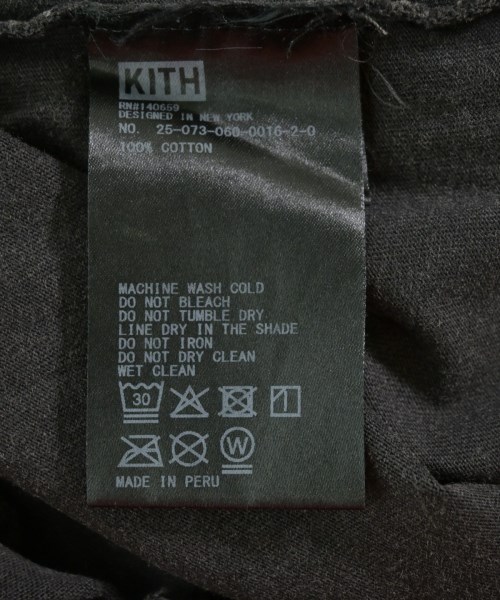 KITH
RN#140659
DESIGNED IN NEW YORK
NO. 25-073-060-0016-2-0
100% COTTON
MACHINE WASH COLD
DO NOT BLEACH
DO NOT TUMBLE DRY
LINE DRY IN THE SHADE
DO NOT IRON
DO NOT DRY CLEAN
WET CLEAN
30
W
MADE IN PERU